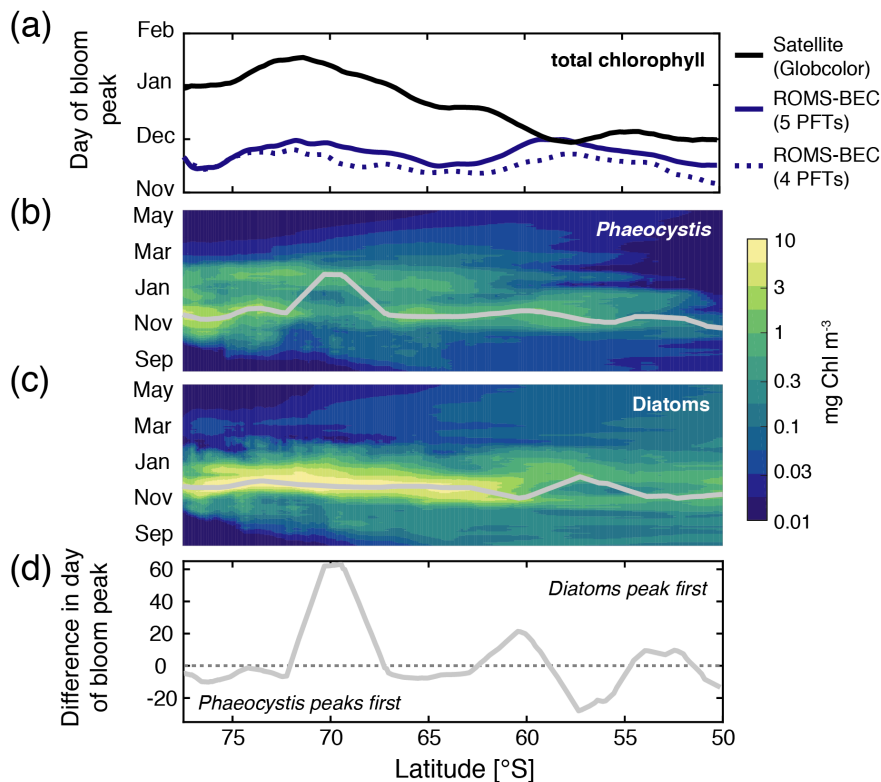 (a)
Feb
Jan
Dec
Nov
Day of bloom
peak
total chlorophyll
Satellite
(Globcolor)
ROMS-BEC
(5 PFTs)
ROMS-BEC
(4 PFTs)
(b)
May
Mar
Jan
Nov
Sep
Phaeocystis
(c)
May
Mar
Jan
Nov
Sep
Diatoms
10
3
1
0.3
0.1
0.03
0.01
mg Chl m-3
(d)
60
40
20
0
-20
Difference in day
of bloom peak
Diatoms peak first
Phaeocystis peaks first
75 70 65 60 55 50
Latitude [°S]